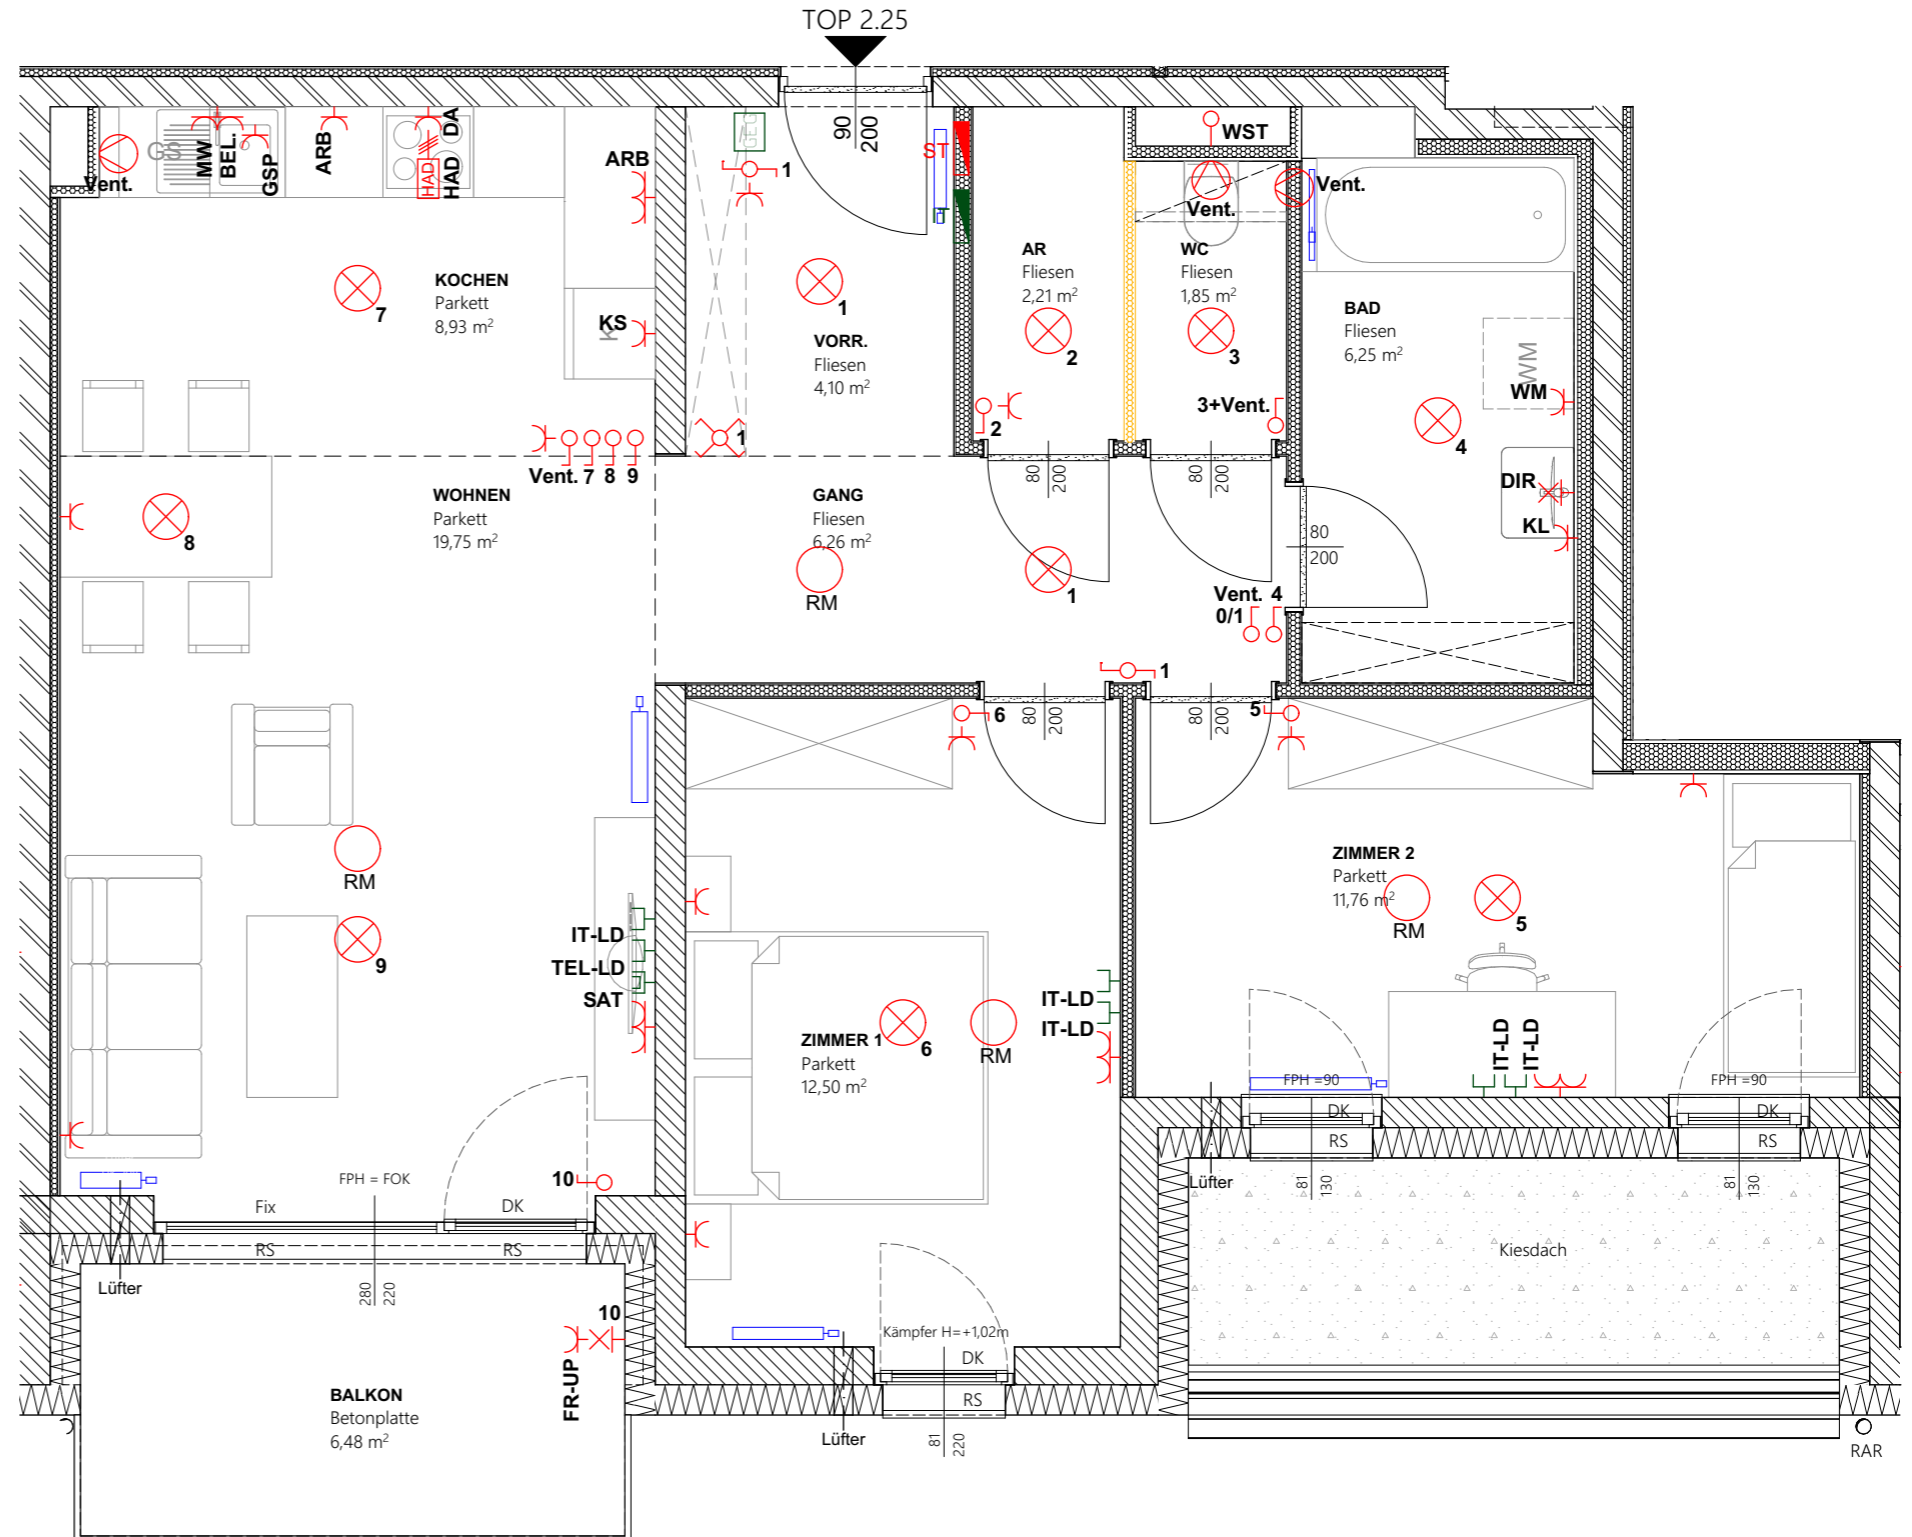 TOP 2.25
90
200
GS
Vent.
MW
BEL.
GSP
ARB
HAD
HAD
DA
ARB
GEG
1
ST
IT
WST
Vent.
Vent.
KOCHEN
Parkett
8,93 m²
7
KS
K
1
VORR.
Fliesen
4,10 m²
AR
Fliesen
2,21 m²
2
WC
Fliesen
1,85 m²
3
BAD
Fliesen
6,25 m²
WM
WM
4
3+Vent.
2
1
Vent. 7 8 9
80
200
80
200
DIR
KL
80
200
WOHNEN
Parkett
19,75 m²
8
GANG
Fliesen
6,26 m²
RM
1
Vent. 4
0/1
1
6
80
200
80
200
5
RM
9
IT-LD
TEL-LD
SAT
ZIMMER 1
Parkett
12,50 m²
6
RM
IT-LD
IT-LD
ZIMMER 2
Parkett
11,76 m²
RM
5
IT-LD
IT-LD
FPH =90
DK
RS
FPH =90
DK
RS
81
130
81
130
Lüfter
Kiesdach
10
FPH = FOK
Fix
DK
RS
RS
280
220
Lüfter
10
FR-UP
BALKON
Betonplatte
6,48 m²
Kämpfer H=+1,02m
DK
RS
81
220
Lüfter
RAR